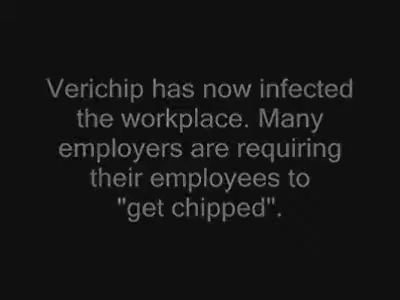 Verichip has now infected
the workplace. Many
employers are requiring
their employees to
"get chipped".